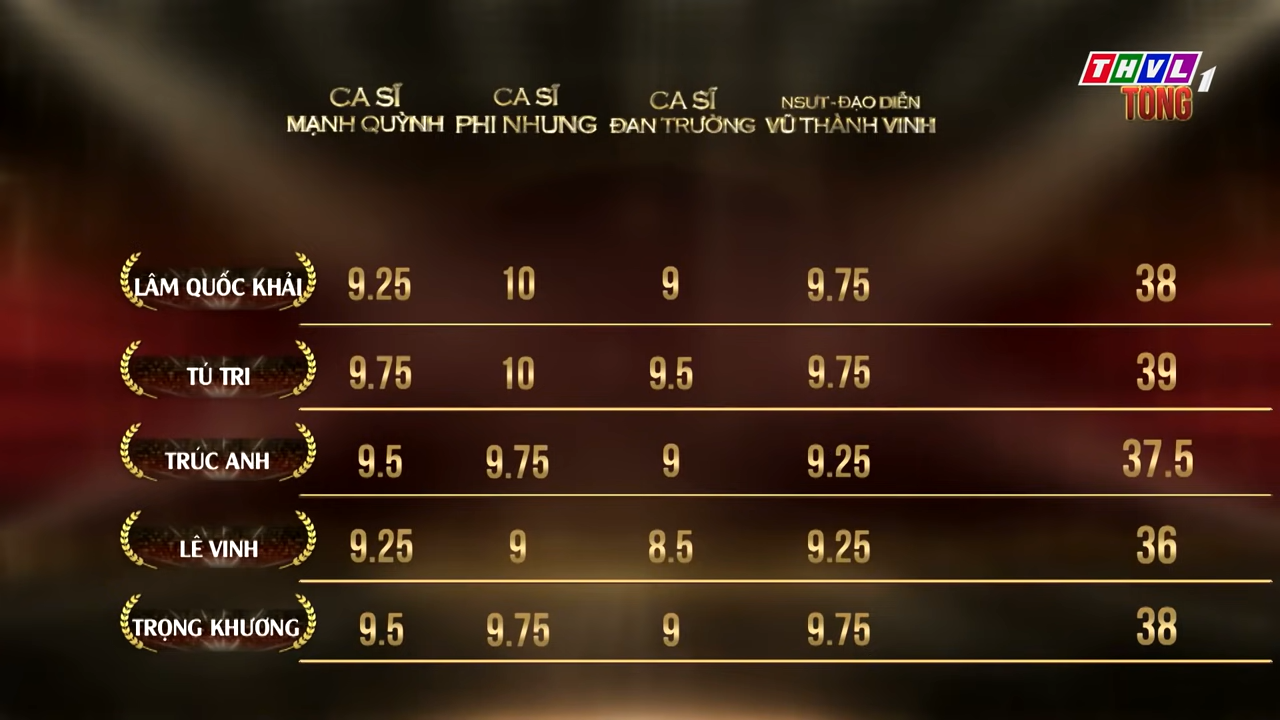 THVL 1
TỔNG
CA SĨ MẠNH QUỲNH
CA SĨ PHI NHUNG
CA SĨ ĐAN TRƯỜNG
NSƯT - ĐẠO DIỄN VŨ THÀNH VINH
LÂM QUỐC KHẢI 9.25 10 9 9.75 38
TÚ TRI 9.75 10 9.5 9.75 39
TRÚC ANH 9.5 9.75 9 9.25 37.5
LÊ VINH 9.25 9 8.5 9.25 36
TRỌNG KHƯƠNG 9.5 9.75 9 9.75 38